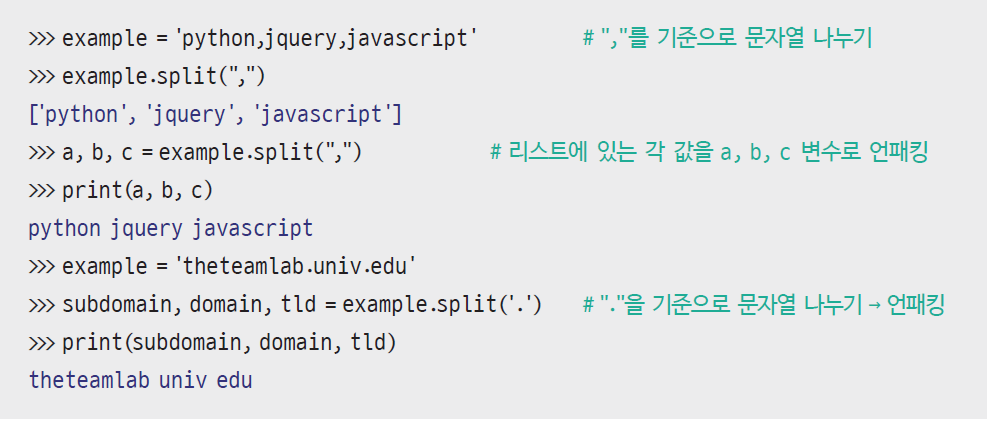 >>> example = 'python,jquery,javascript' # ","를 기준으로 문자열 나누기
>>> example.split(",")
['python', 'jquery', 'javascript']
>>> a, b, c = example.split(",") # 리스트에 있는 각 값을 a, b, c 변수로 언패킹
>>> print(a, b, c)
python jquery javascript
>>> example = 'theteamlab.univ.edu'
>>> subdomain, domain, tld = example.split('.') # "."을 기준으로 문자열 나누기 → 언패킹
>>> print(subdomain, domain, tld)
theteamlab univ edu